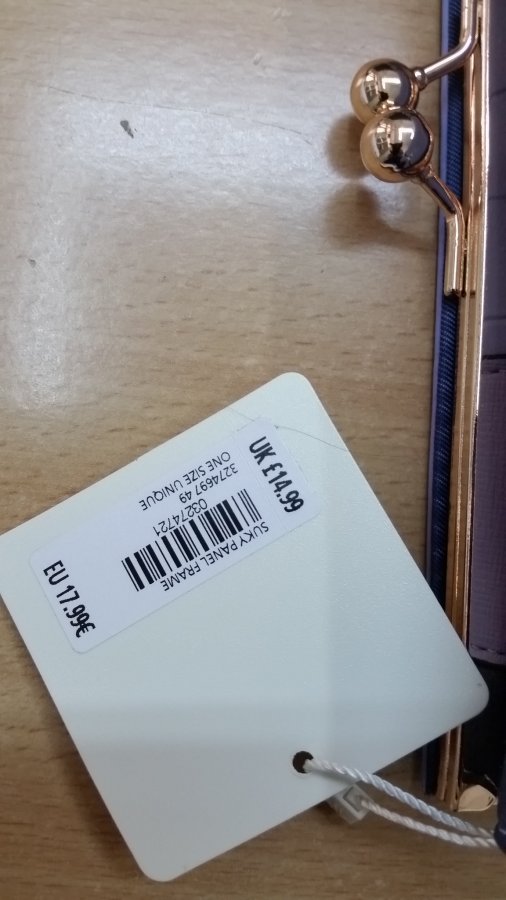 SUKY PANEL FRAME
03274721
3274697 49
ONE SIZE UNIQUE
UK £14.99
EU 17.99€